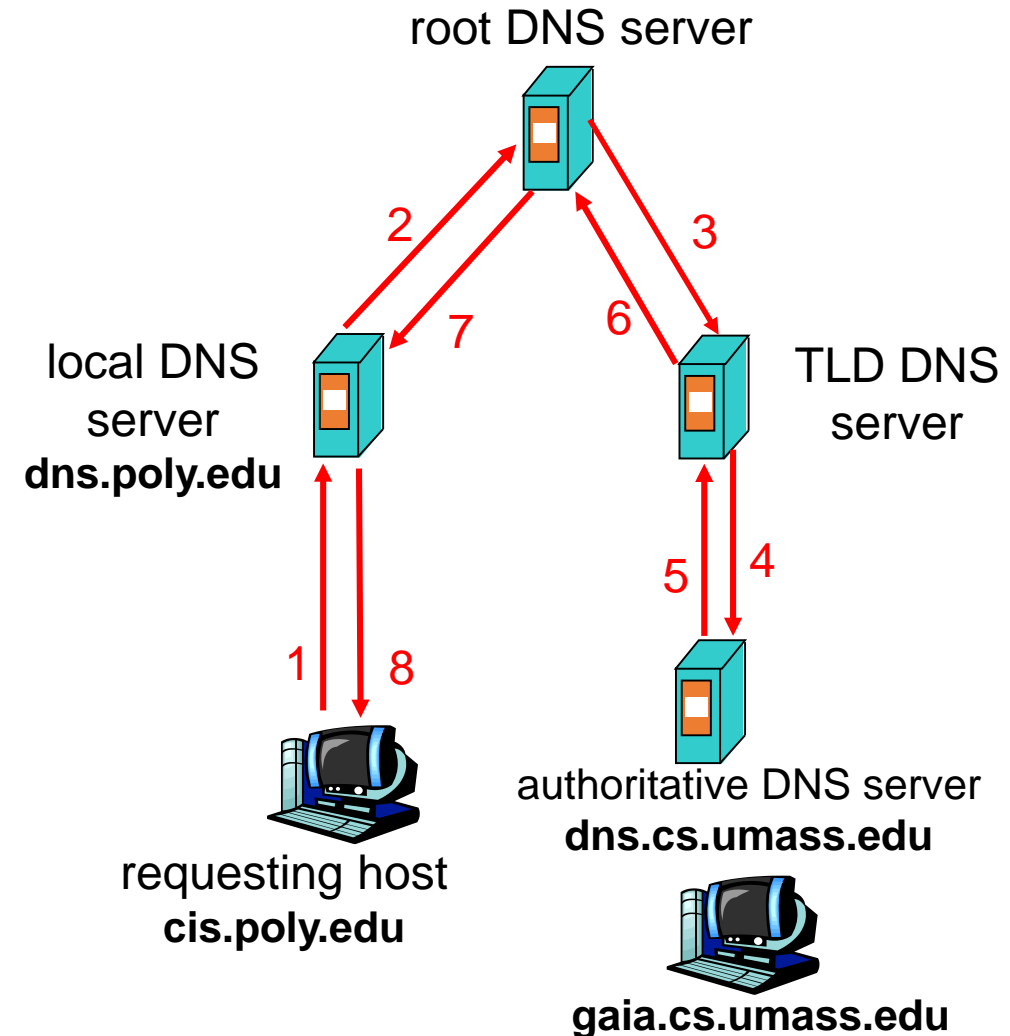 root DNS server
2
3
7
6
local DNS
server
dns.poly.edu
TLD DNS
server
5
4
1
8
authoritative DNS server
dns.cs.umass.edu
requesting host
cis.poly.edu
gaia.cs.umass.edu